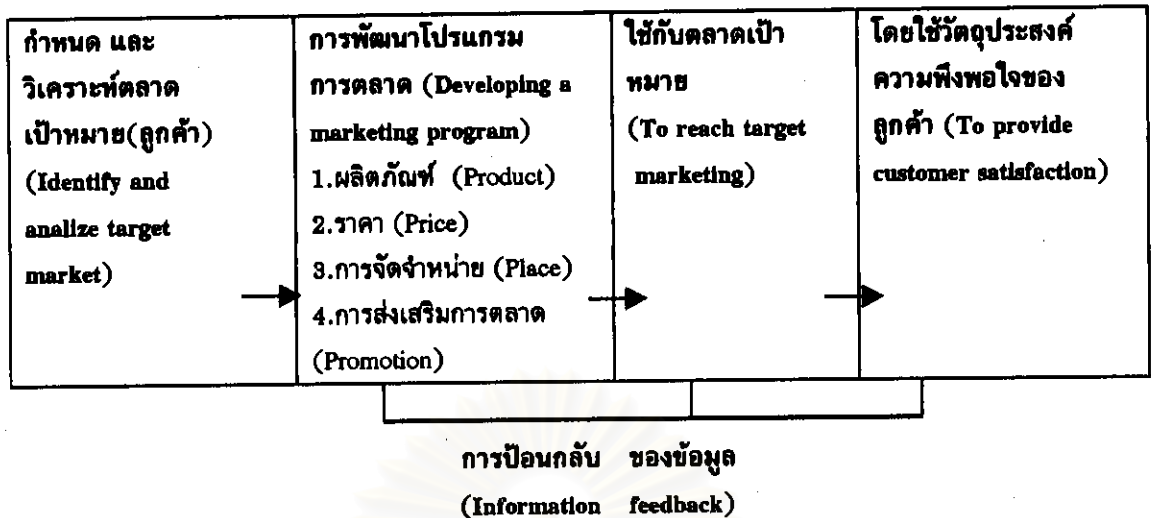 กำหนด และ
วิเคราะห์ตลาด
เป้าหมาย(ลูกค้า)
(Identify and
analize target
market)
การพัฒนาโปรแกรม
การตลาด (Developing a
marketing program)
1.ผลิตภัณฑ์ (Product)
2.ราคา (Price)
3.การจัดจำหน่าย (Place)
4.การส่งเสริมการตลาด
(Promotion)
ใช้กับตลาดเป้า
หมาย
(To reach target
marketing)
โดยใช้วัตถุประสงค์
ความพึงพอใจของ
ลูกค้า (To provide
customer satisfaction)
การป้อนกลับ ของข้อมูล
(Information feedback)